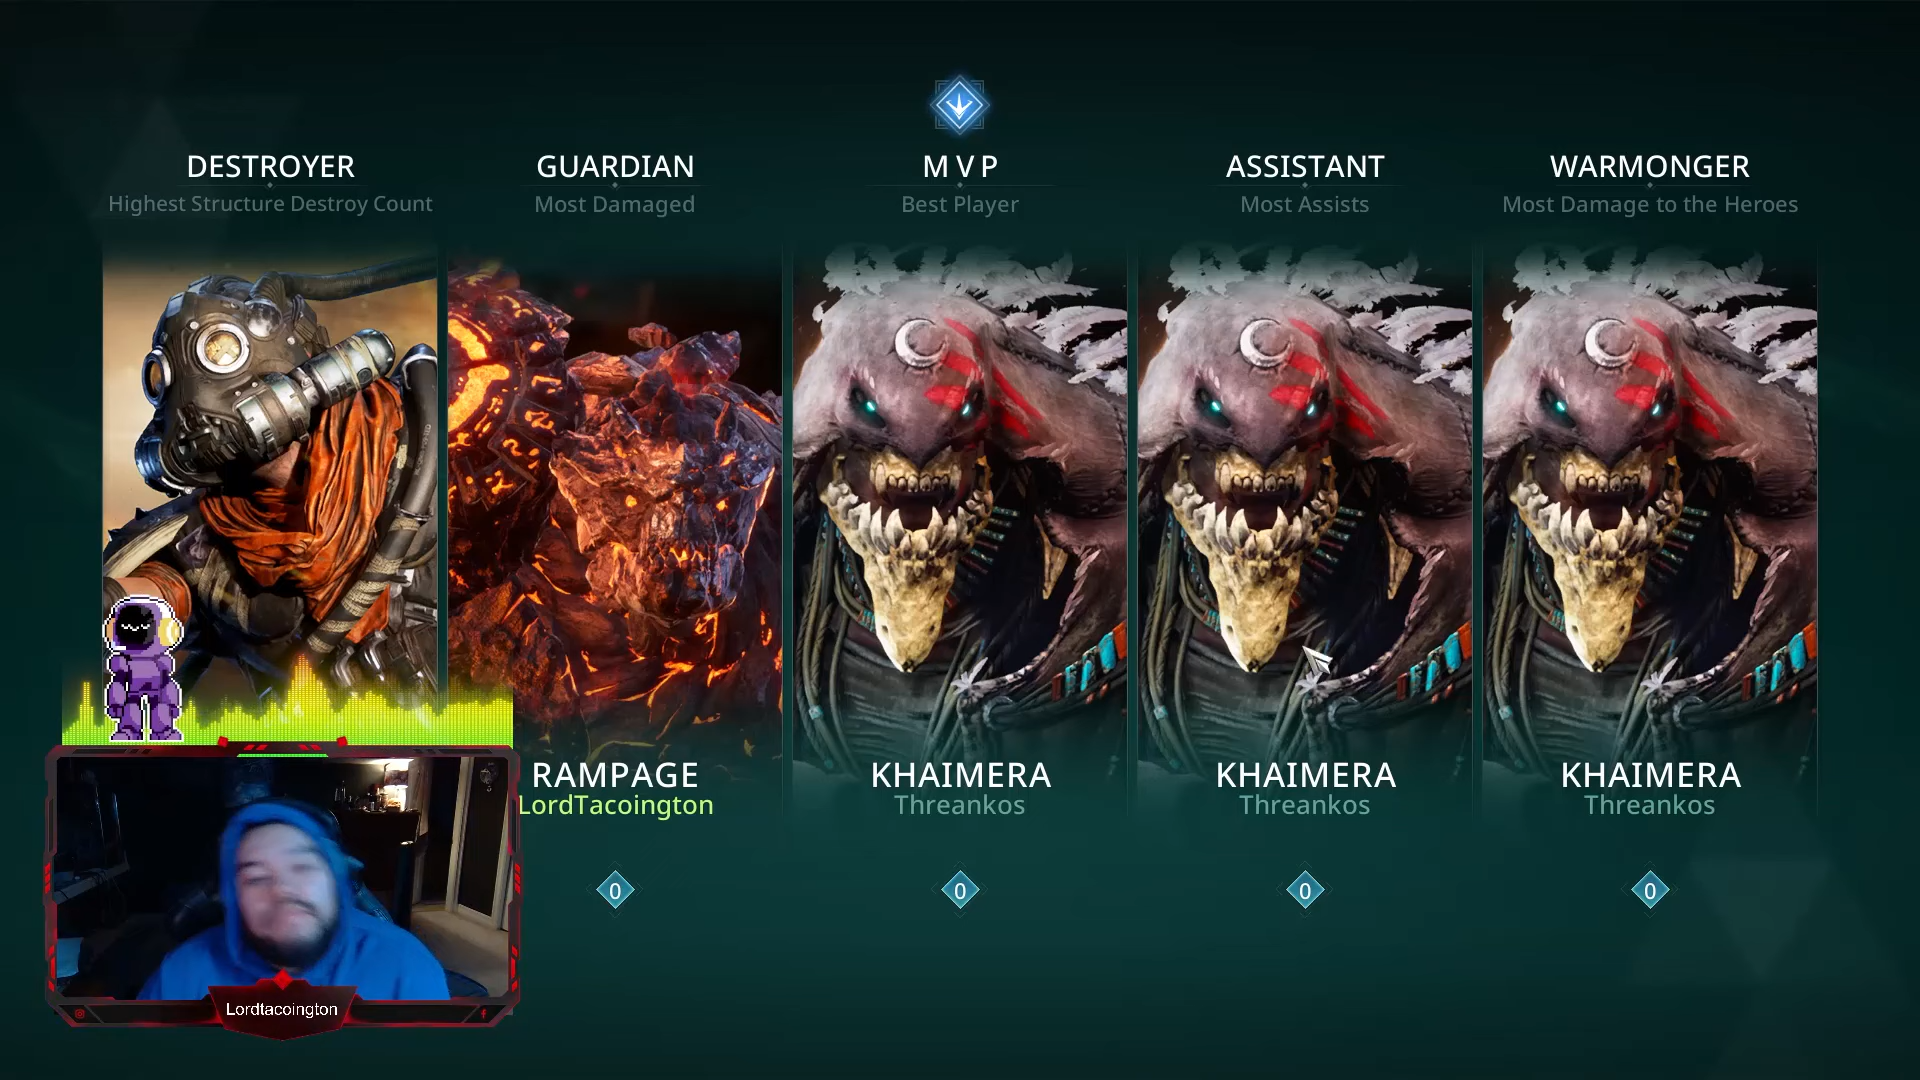 DESTROYER
Highest Structure Destroy Count
GUARDIAN
Most Damaged
MVP
Best Player
ASSISTANT
Most Assists
WARMONGER
Most Damage to the Heroes
RAMPAGE
LordTacoington
KHAIMERA
Threankos
KHAIMERA
Threankos
KHAIMERA
Threankos
0
0
0
0
Lordtacoington